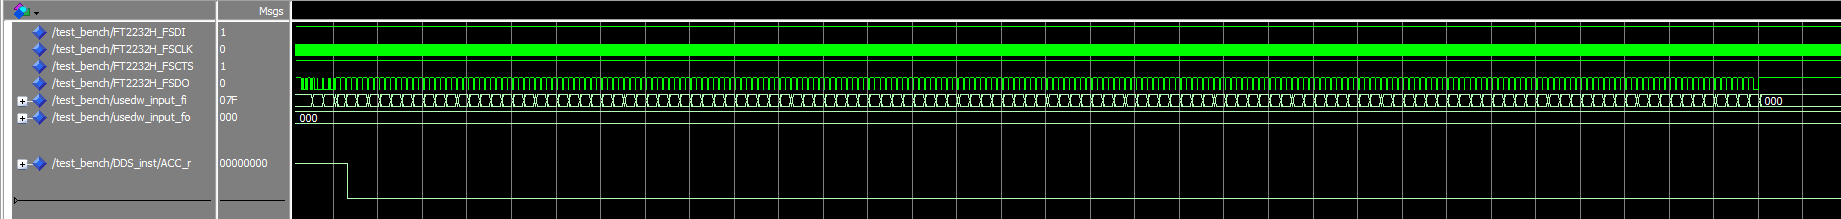 Msgs
/test_bench/FT2232H_FSDI 1
/test_bench/FT2232H_FSCLK 0
/test_bench/FT2232H_FSCTS 1
/test_bench/FT2232H_FSDO 0
/test_bench/usedw_input_fi 07F 000
/test_bench/usedw_input_fo 000 000
/test_bench/DDS_inst/ACC_r 00000000